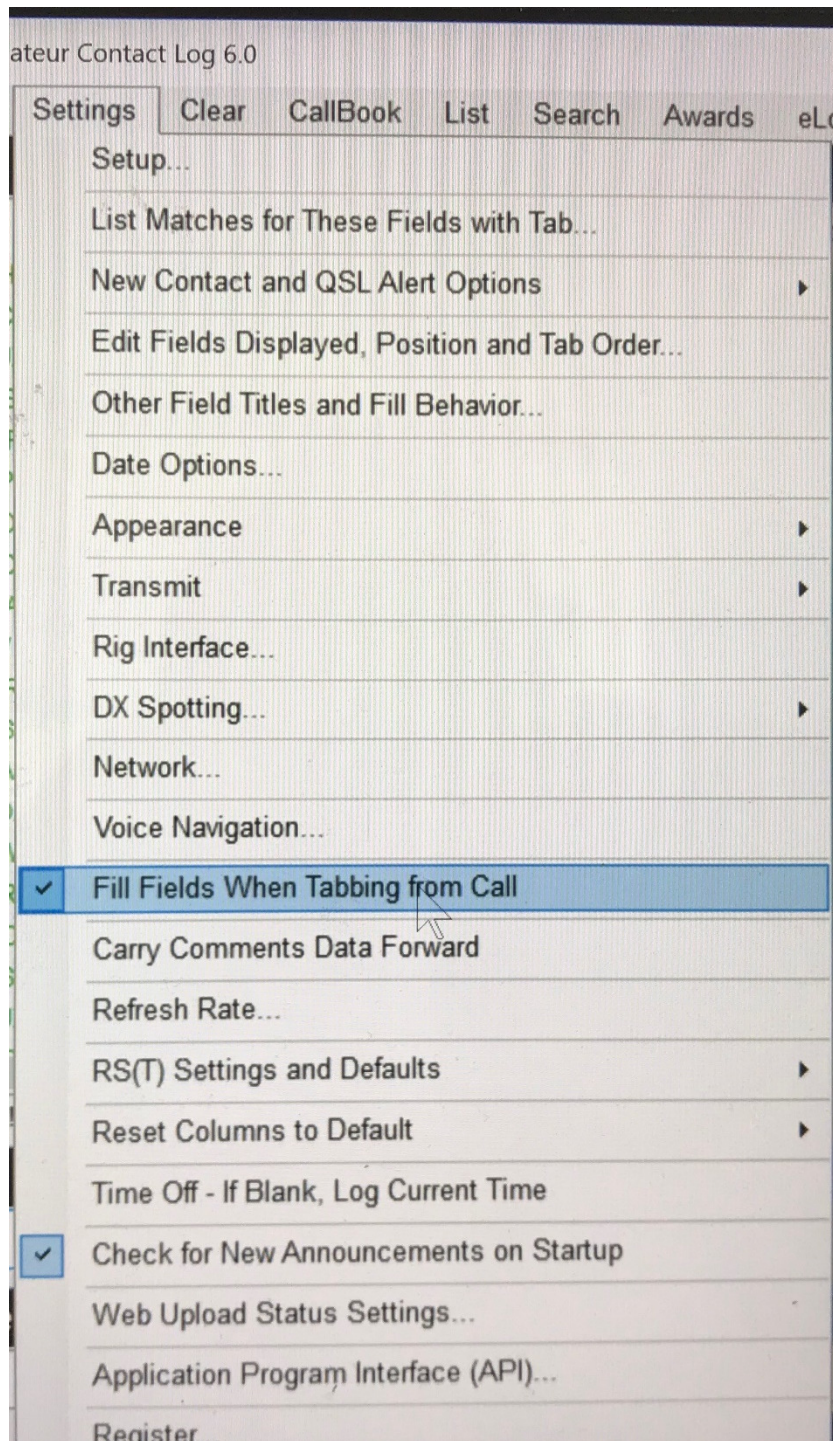 ateur Contact Log 6.0
Settings Clear CallBook List Search Awards eLo
Setup...
List Matches for These Fields with Tab...
New Contact and QSL Alert Options
Edit Fields Displayed, Position and Tab Order...
Other Field Titles and Fill Behavior...
Date Options...
Appearance
Transmit
Rig Interface...
DX Spotting...
Network...
Voice Navigation...
Fill Fields When Tabbing from Call
Carry Comments Data Forward
Refresh Rate...
RS(T) Settings and Defaults
Reset Columns to Default
Time Off - If Blank, Log Current Time
Check for New Announcements on Startup
Web Upload Status Settings...
Application Program Interface (API)...
Register